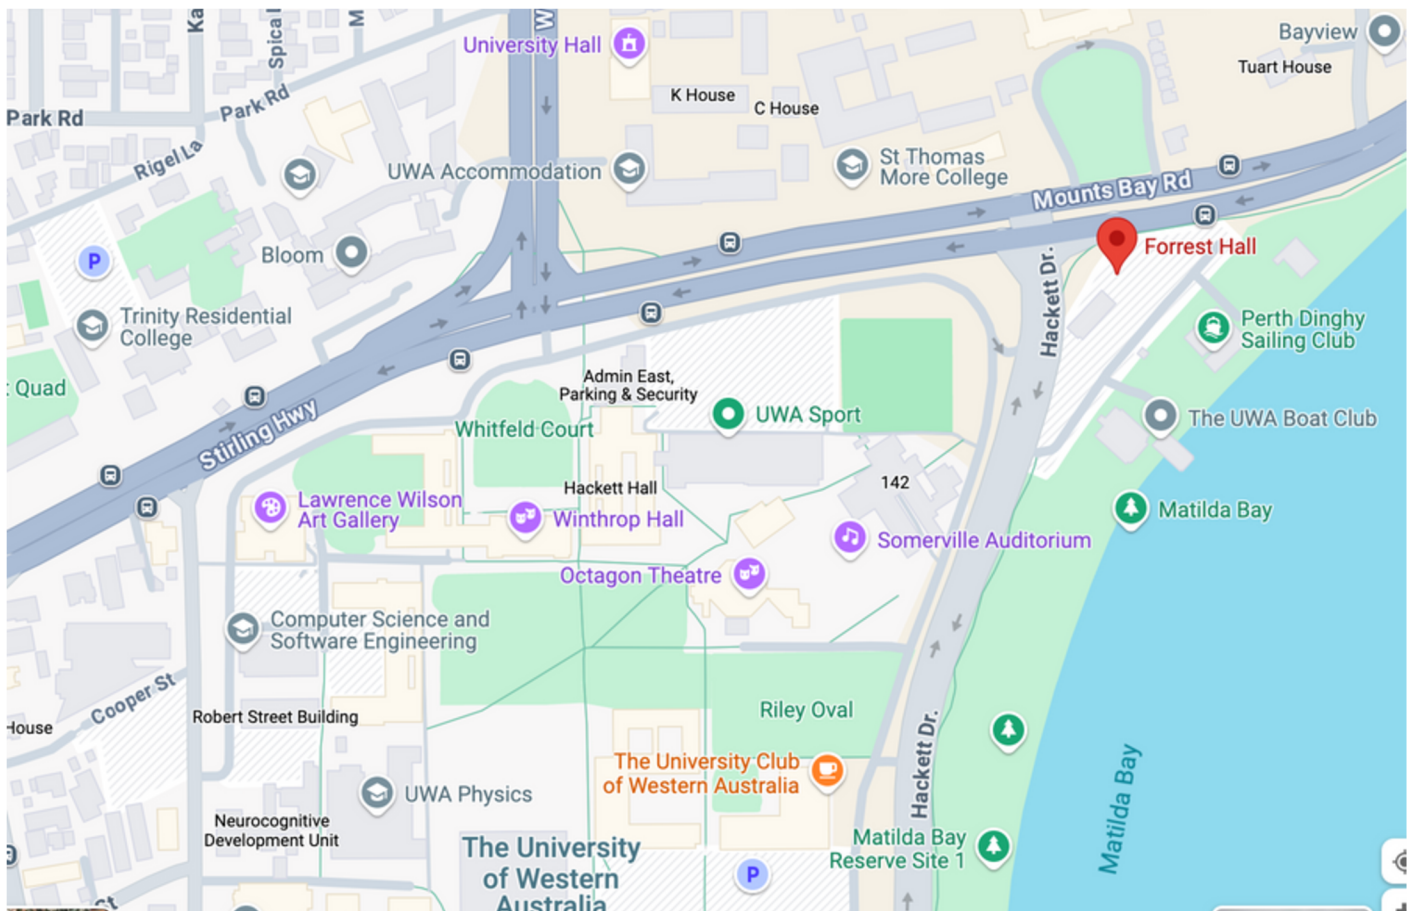 Ka
Spica
M
W
University Hall
Bayview
Tuart House
K House
C House
Park Rd
Park Rd
Rigel La
UWA Accommodation
St Thomas
More College
Mounts Bay Rd
Bloom
P
Forrest Hall
Hackett Dr.
Trinity Residential
College
Perth Dinghy
Sailing Club
Quad
Admin East,
Parking & Security
UWA Sport
The UWA Boat Club
Stirling Hwy
Whitfeld Court
142
Hackett Hall
Lawrence Wilson
Art Gallery
Winthrop Hall
Matilda Bay
Somerville Auditorium
Octagon Theatre
Computer Science and
Software Engineering
Cooper St
House
Robert Street Building
Riley Oval
Hackett Dr.
The University Club
of Western Australia
Matilda Bay
UWA Physics
Neurocognitive
Development Unit
The University
of Western
Australia
Matilda Bay
Reserve Site 1
P
St